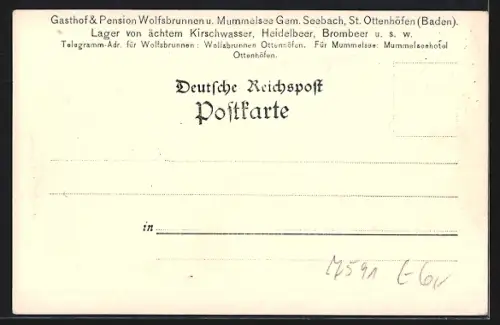 Gasthof & Pension Wolfsbrunnen u. Mummelsee Gem. Seebach, St. Ottenhöfen (Baden).
Lager von ächtem Kirschwasser, Heidelbeer, Brombeer u. s. w.
Telegramm-Adr. für Wolfsbrunnen: Wolfsbrunnen Ottenhöfen. Für Mummelsee: Mummelseehotel
Ottenhöfen.
Deutsche Reichspost
Postkarte
in